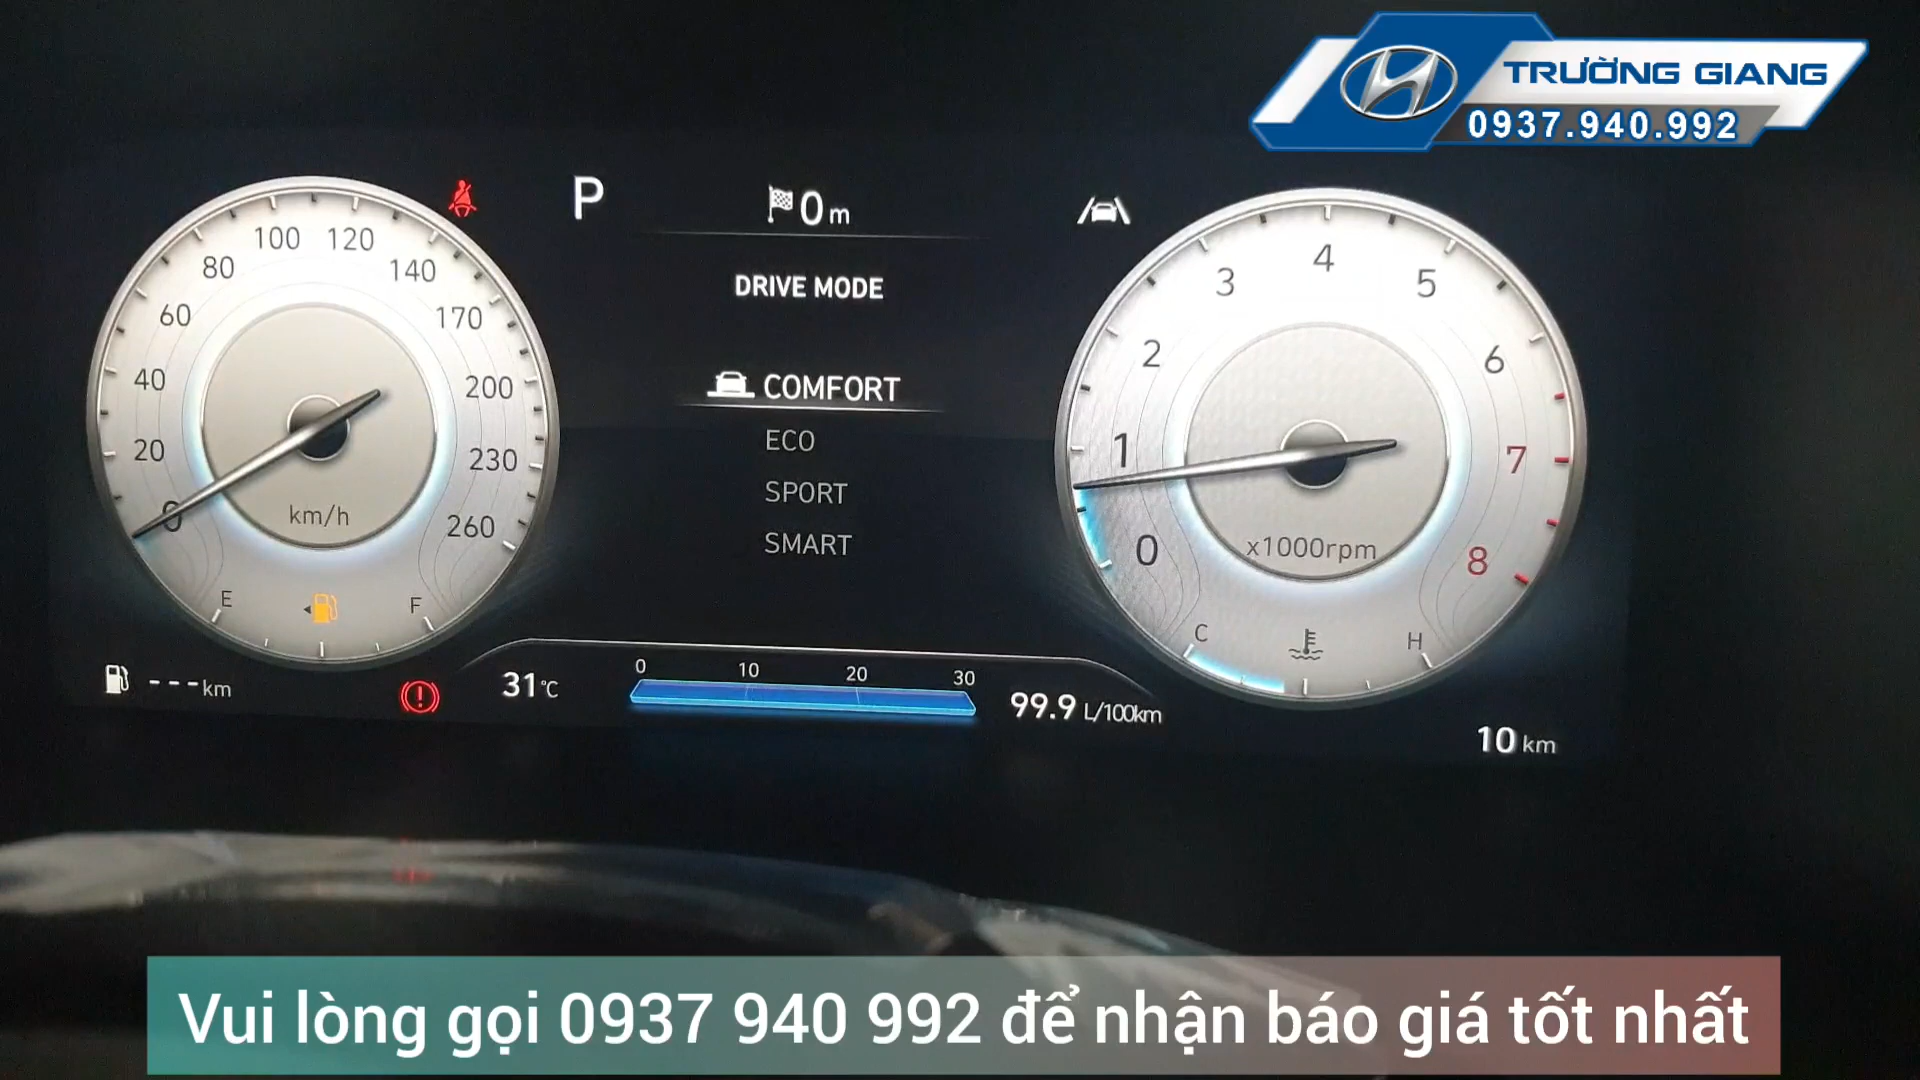 TRƯỜNG GIANG
0937.940.992
P
0 m
DRIVE MODE
COMFORT
ECO
SPORT
SMART
0 20 40 60 80 100 120 140 170 200 230 260
km/h
E F
0 1 2 3 4 5 6 7 8
x1000rpm
C H
--- km
31°C
0 10 20 30
99.9 L/100km
10 km
Vui lòng gọi 0937 940 992 để nhận báo giá tốt nhất